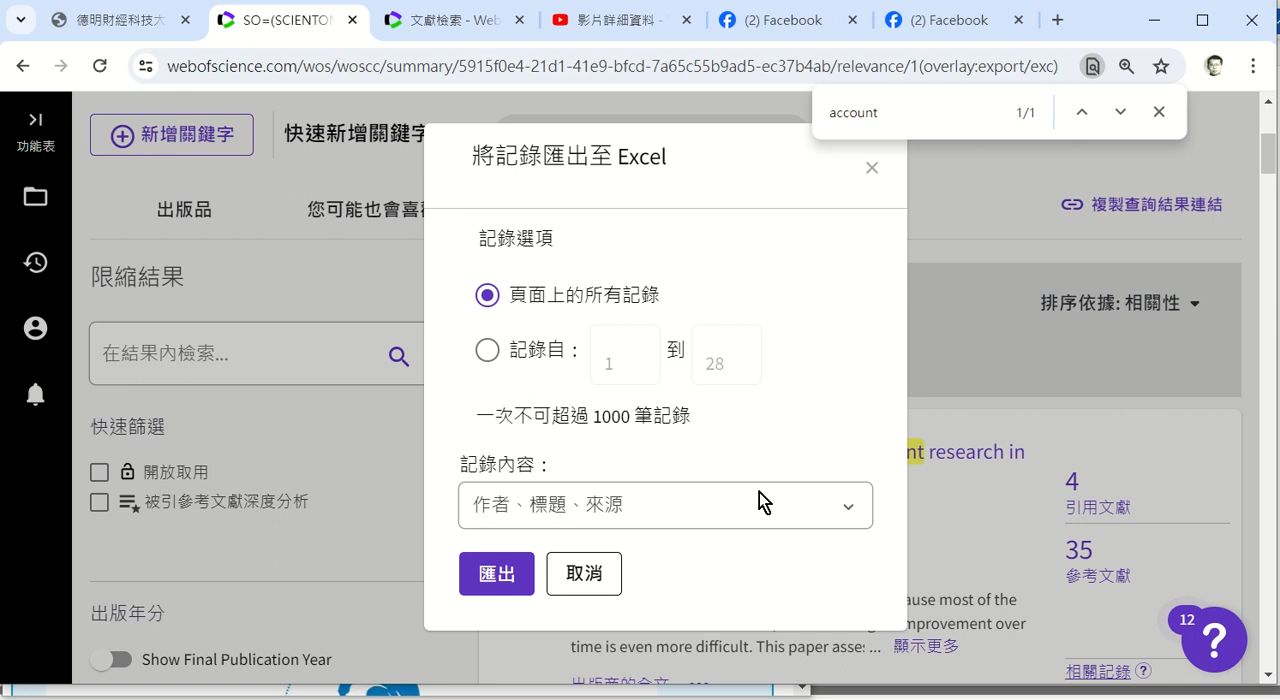 德明財經科技大
SO=(SCIENTOM
文獻檢索 - Web
影片詳細資料 -
(2) Facebook
(2) Facebook
webofscience.com/wos/woscc/summary/5915f0e4-21d1-41e9-bfcd-7a65c55b9ad5-ec37b4ab/relevance/1(overlay:export/exc)
account
1/1
功能表
新增關鍵字
快速新增關鍵字
出版品
您可能也會喜
複製查詢結果連結
限縮結果
排序依據: 相關性
在結果內檢索...
快速篩選
開放取用
被引參考文獻深度分析
出版年分
Show Final Publication Year
將記錄匯出至 Excel
記錄選項
頁面上的所有記錄
記錄自：
1
到
28
一次不可超過 1000 筆記錄
記錄內容：
作者、標題、來源
匯出
取消
nt research in
4
引用文獻
35
參考文獻
ause most of the
mprovement over
time is even more difficult. This paper asse: ...
顯示更多
12
?
相關記錄